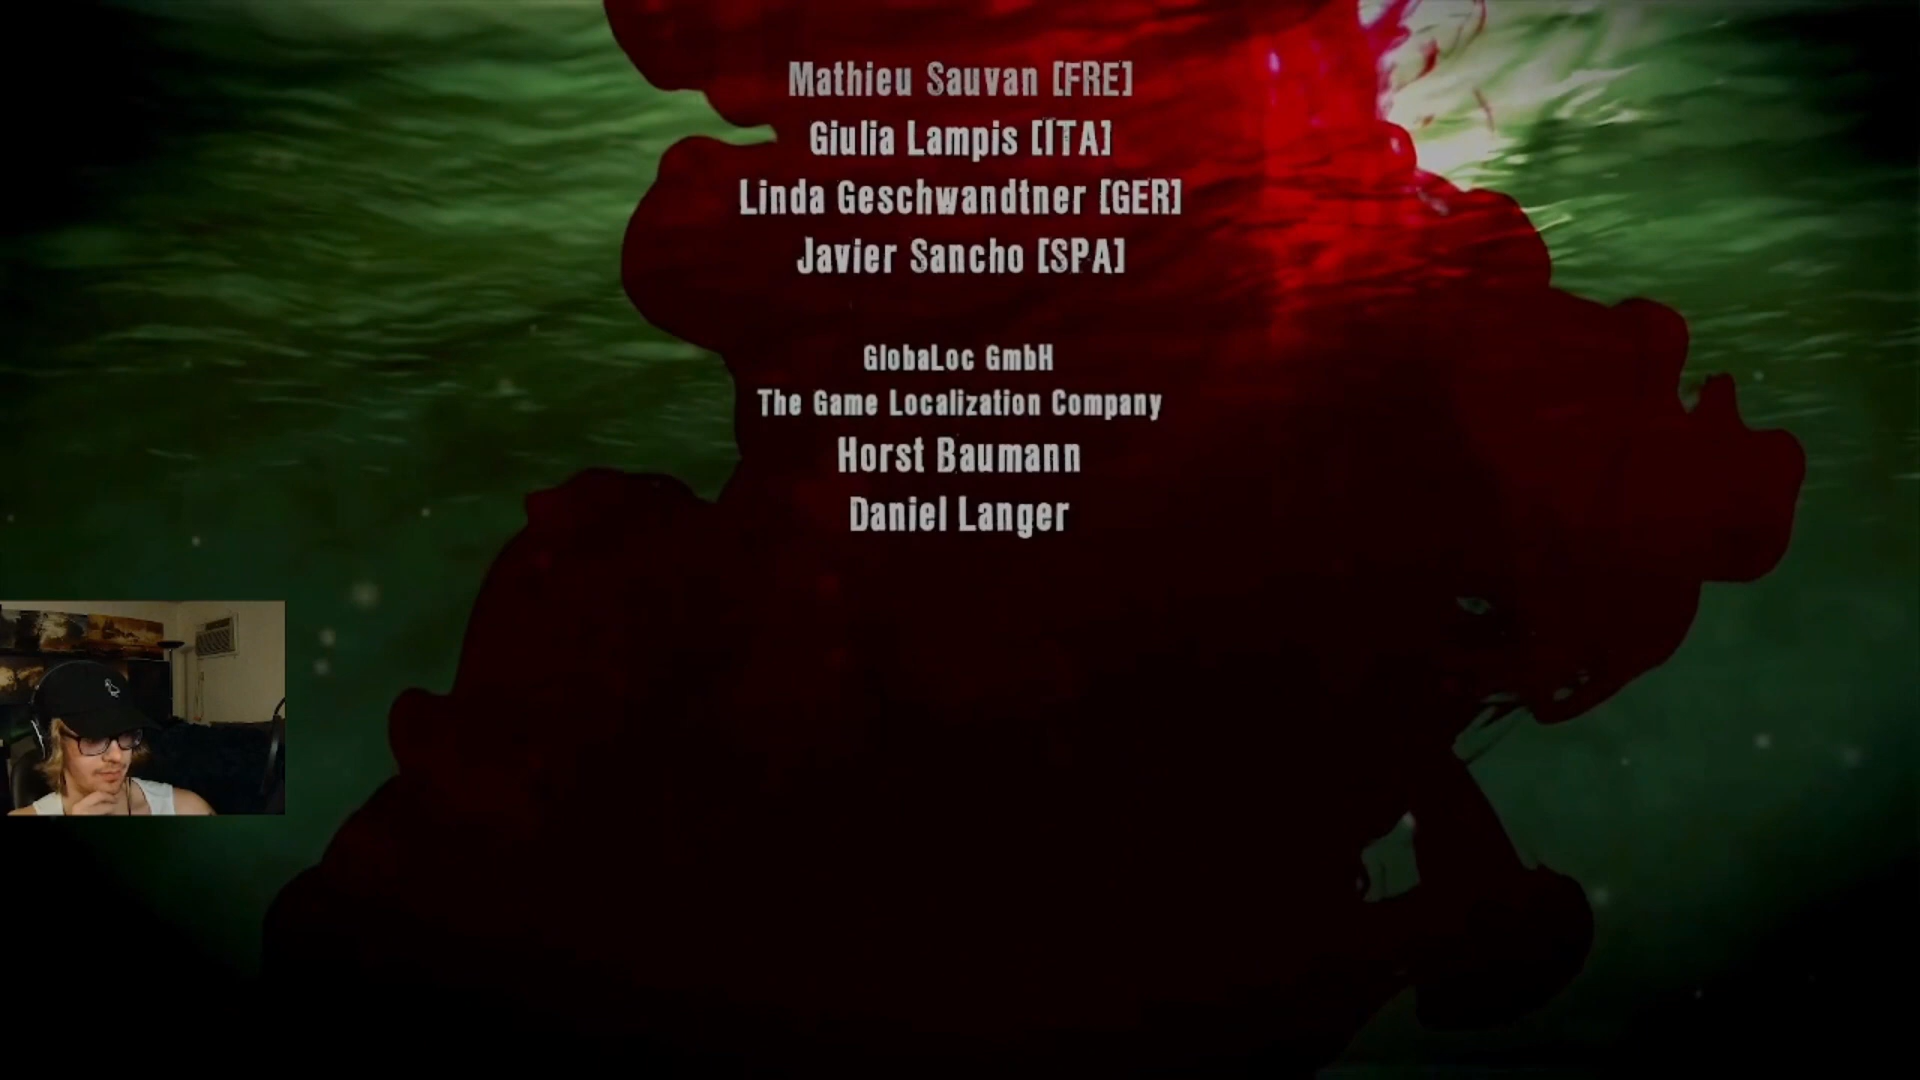 Mathieu Sauvan [FRE]
Giulia Lampis [ITA]
Linda Geschwandtner [GER]
Javier Sancho [SPA]
GlobaLoc GmbH
The Game Localization Company
Horst Baumann
Daniel Langer